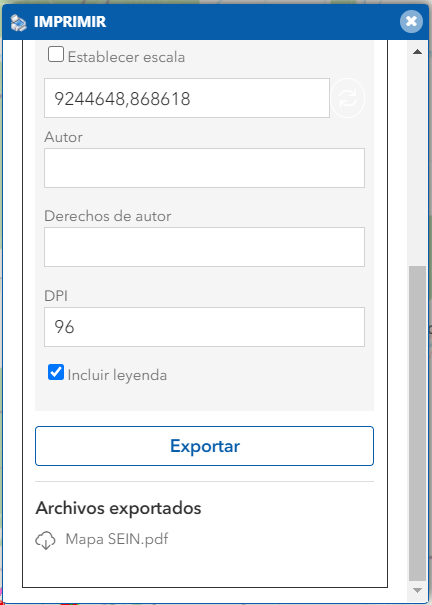 IMPRIMIR
Establecer escala
9244648,868618
Autor
Derechos de autor
DPI
96
Incluir leyenda
Exportar
Archivos exportados
Mapa SEIN.pdf